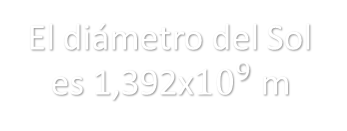 El diámetro del Sol
es 1,392x10⁹ m